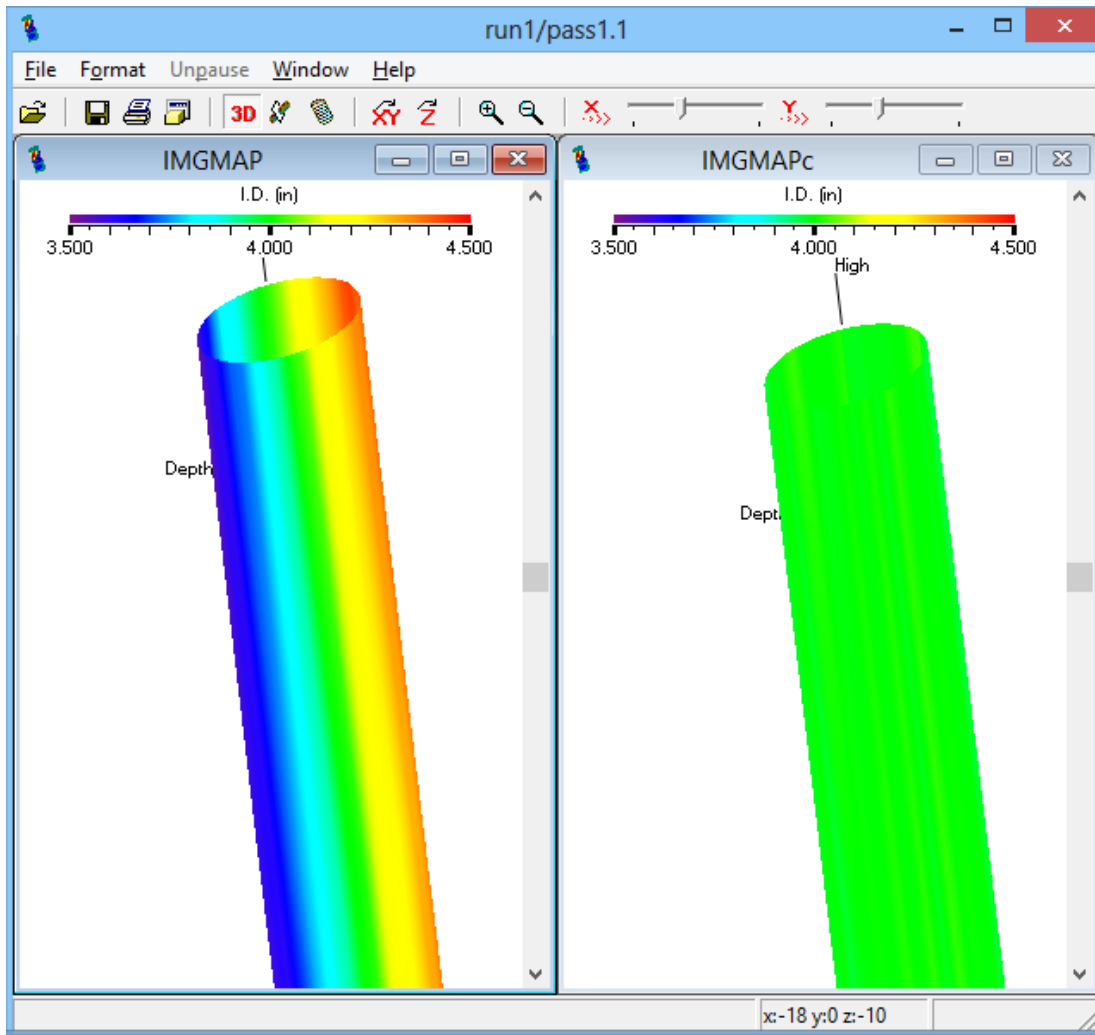 run1/pass1.1
File Format Unpause Window Help
3D XY Z X Y
IMGMAP
I.D. (in)
3.500 4.000 4.500
Depth
IMGMAPc
I.D. (in)
3.500 4.000 4.500
High
x:-18 y:0 z:-10